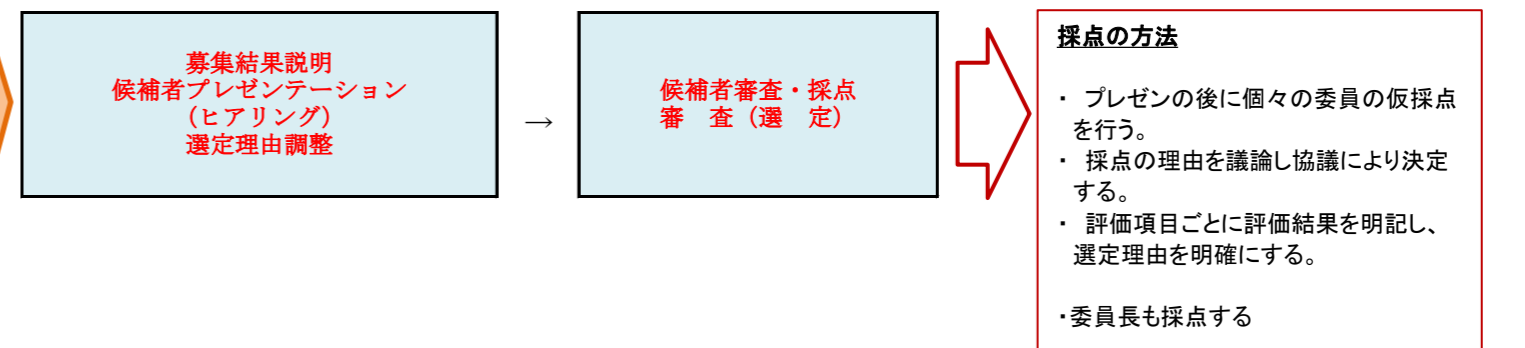 募集結果説明
候補者プレゼンテーション
（ヒアリング）
選定理由調整
→
候補者審査・採点
審　査（選　定）
採点の方法
・ プレゼンの後に個々の委員の仮採点
を行う。
・ 採点の理由を議論し協議により決定
する。
・ 評価項目ごとに評価結果を明記し、
選定理由を明確にする。
・委員長も採点する